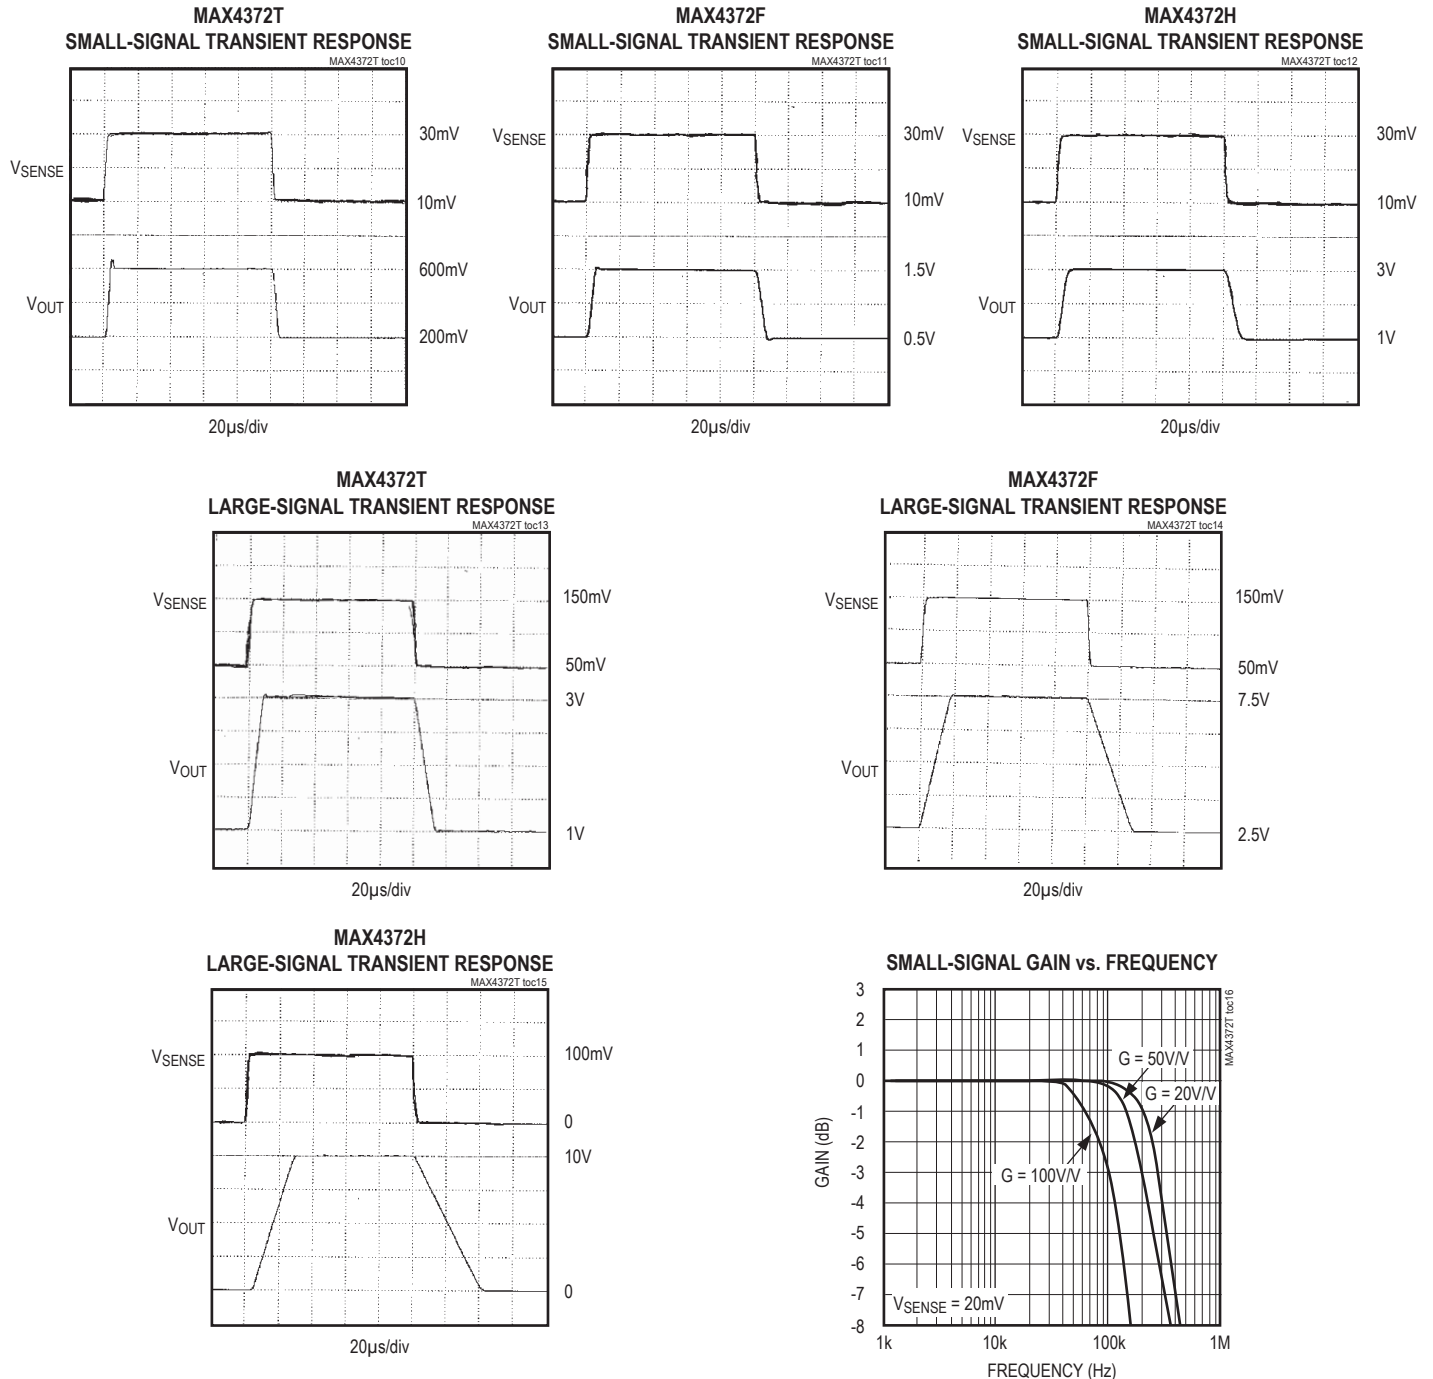 MAX4372T
SMALL-SIGNAL TRANSIENT RESPONSE
MAX4372T toc10
VSENSE
30mV
10mV
VOUT
600mV
200mV
20µs/div
MAX4372F
SMALL-SIGNAL TRANSIENT RESPONSE
MAX4372T toc11
VSENSE
30mV
10mV
VOUT
1.5V
0.5V
20µs/div
MAX4372H
SMALL-SIGNAL TRANSIENT RESPONSE
MAX4372T toc12
VSENSE
30mV
10mV
VOUT
3V
1V
20µs/div
MAX4372T
LARGE-SIGNAL TRANSIENT RESPONSE
MAX4372T toc13
VSENSE
150mV
50mV
3V
VOUT
1V
20µs/div
MAX4372F
LARGE-SIGNAL TRANSIENT RESPONSE
MAX4372T toc14
VSENSE
150mV
50mV
7.5V
VOUT
2.5V
20µs/div
MAX4372H
LARGE-SIGNAL TRANSIENT RESPONSE
MAX4372T toc15
VSENSE
100mV
0
10V
VOUT
0
20µs/div
SMALL-SIGNAL GAIN vs. FREQUENCY
MAX4372T toc16
GAIN (dB)
3
2
1
0
-1
-2
-3
-4
-5
-6
-7
-8
G = 50V/V
G = 20V/V
G = 100V/V
VSENSE = 20mV
1k
10k
100k
1M
FREQUENCY (Hz)